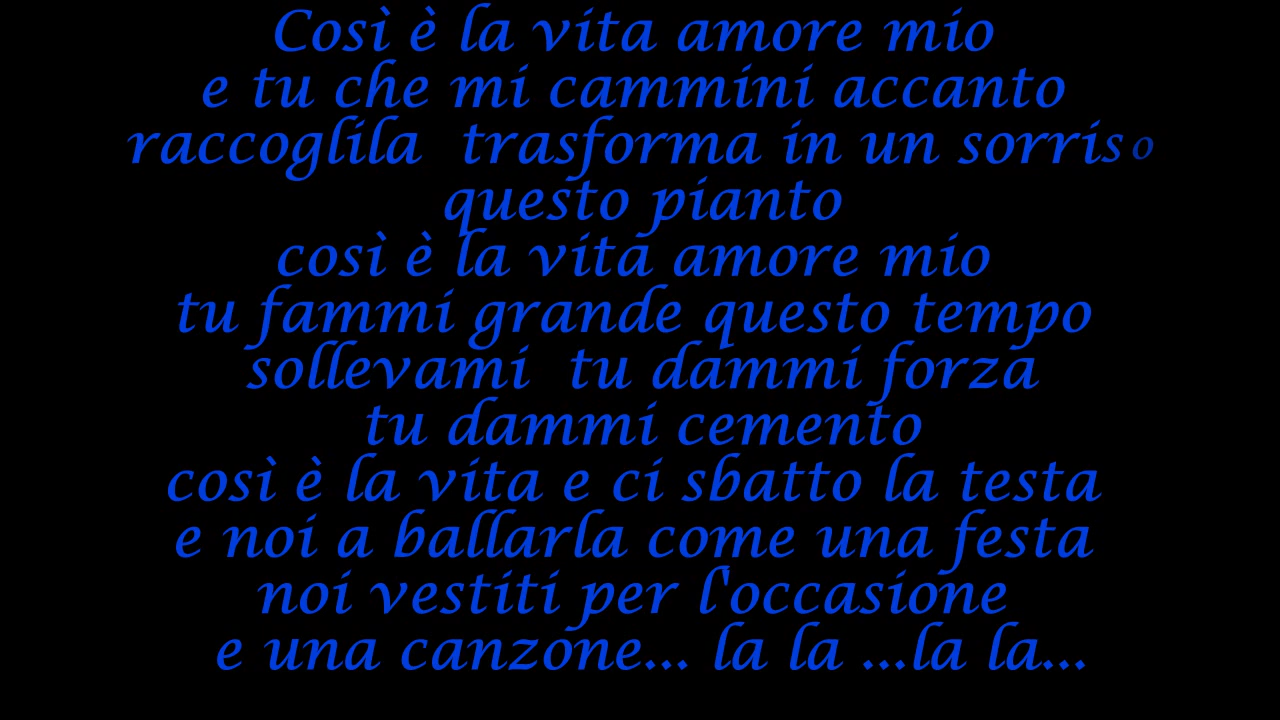 Così è la vita amore mio
e tu che mi cammini accanto
raccoglila trasforma in un sorriso
questo pianto
così è la vita amore mio
tu fammi grande questo tempo
sollevami tu dammi forza
tu dammi cemento
così è la vita e ci sbatto la testa
e noi a ballarla come una festa
noi vestiti per l'occasione
e una canzone... la la ...la la...